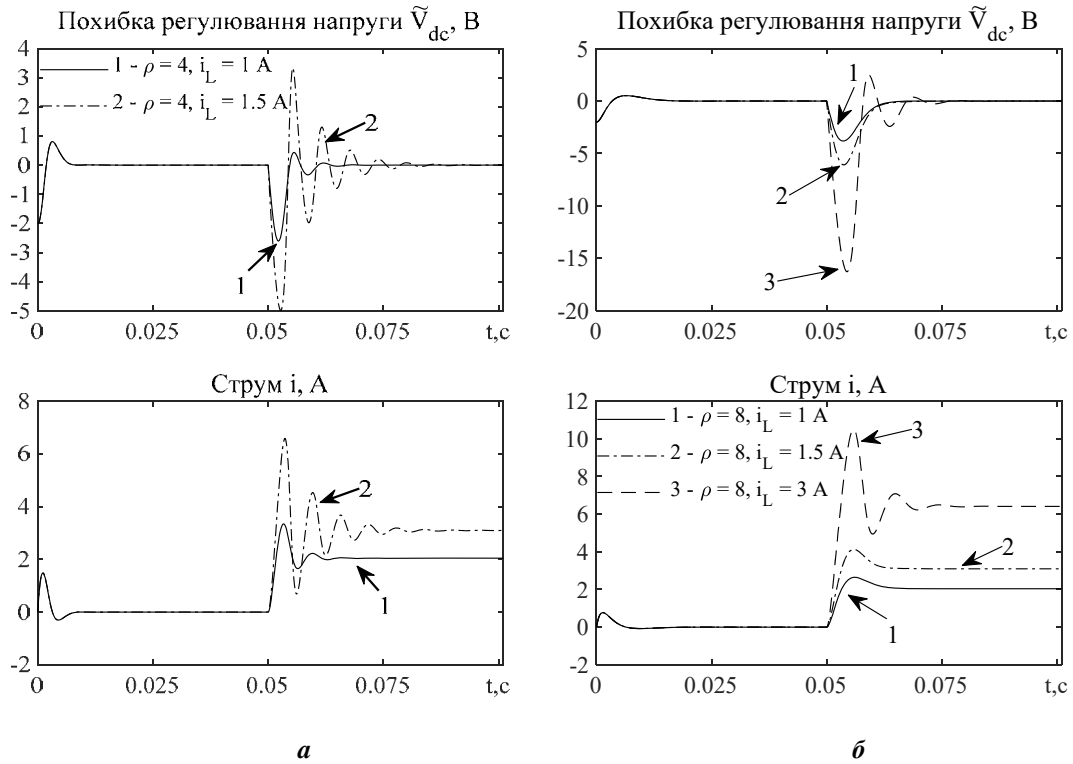 Похибка регулювання напруги Ṽdc, В
4
3
2
1
0
-1
-2
-3
-4
-5
1 - ρ = 4, iL = 1 A
2 - ρ = 4, iL = 1.5 A
2
1
0 0.025 0.05 0.075 t,c
Струм i, А
8
6
4
2
0
-2
2
1
0 0.025 0.05 0.075 t,c
а
Похибка регулювання напруги Ṽdc, В
5
0
-5
-10
-15
-20
1
2
3
0 0.025 0.05 0.075 t,c
Струм i, А
12
10
8
6
4
2
0
-2
1 - ρ = 8, iL = 1 A
2 - ρ = 8, iL = 1.5 A
3 - ρ = 8, iL = 3 A
3
2
1
0 0.025 0.05 0.075 t,c
б